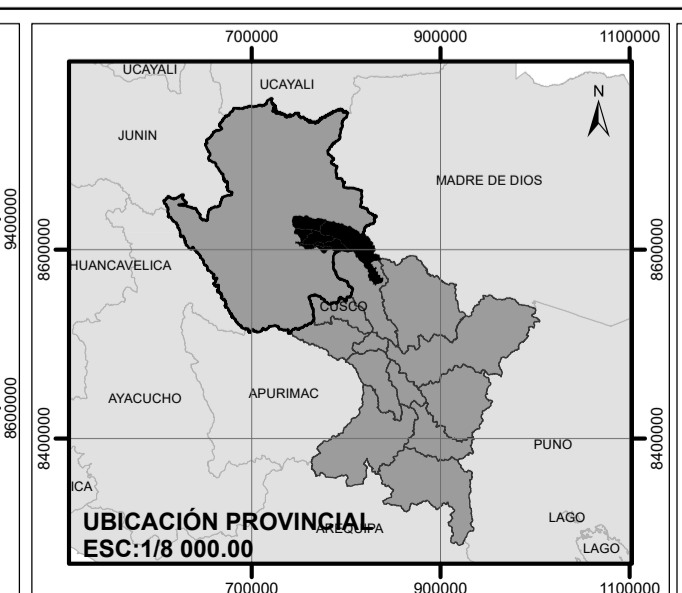 700000 900000 1100000
UCAYALI
UCAYALI
N
JUNIN
MADRE DE DIOS
9400000
8600000
8600000
HUANCAVELICA
CUSCO
AYACUCHO
APURIMAC
8600000
8400000
8400000
PUNO
ICA
LAGO
UBICACIÓN PROVINCIAL
AREQUIPA
ESC:1/8 000.00
LAGO
700000 900000 1100000